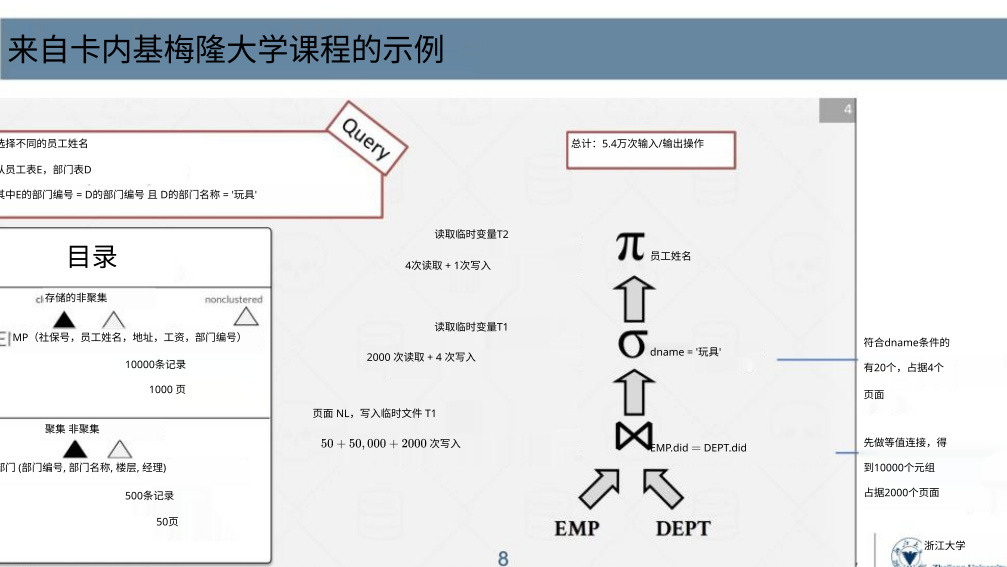 来自卡内基梅隆大学课程的示例
4
Query
选择不同的员工姓名
从员工表E，部门表D
其中E的部门编号 = D的部门编号 且 D的部门名称 = '玩具'
总计：5.4万次输入/输出操作
目录
cl 存储的非聚集
nonclustered
EMP（社保号，员工姓名，地址，工资，部门编号）
10000条记录
1000 页
聚集 非聚集
部门 (部门编号, 部门名称, 楼层, 经理)
500条记录
50页
读取临时变量T2
4次读取 + 1次写入
读取临时变量T1
2000 次读取 + 4 次写入
页面 NL，写入临时文件 T1
50 + 50,000 + 2000 次写入
π 员工姓名
σ dname = '玩具'
⋈ EMP.did = DEPT.did
EMP DEPT
符合dname条件的
有20个，占据4个
页面
先做等值连接，得
到10000个元组
占据2000个页面
8
浙江大学